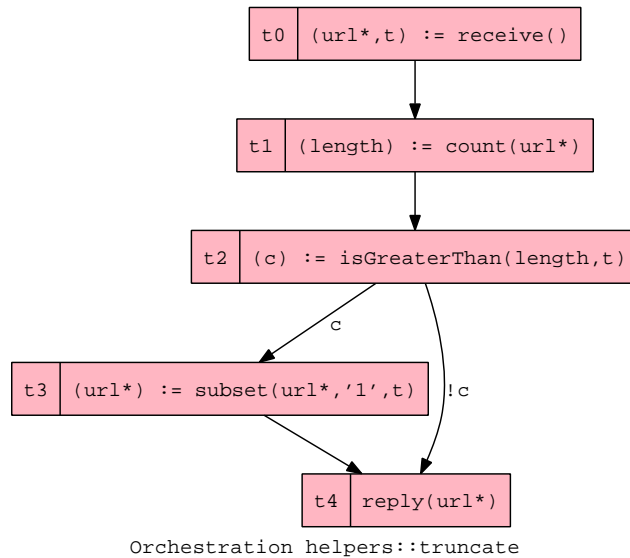 t0 (url*,t) := receive()
t1 (length) := count(url*)
t2 (c) := isGreaterThan(length,t)
c
t3 (url*) := subset(url*,'1',t)
!c
t4 reply(url*)
Orchestration helpers::truncate